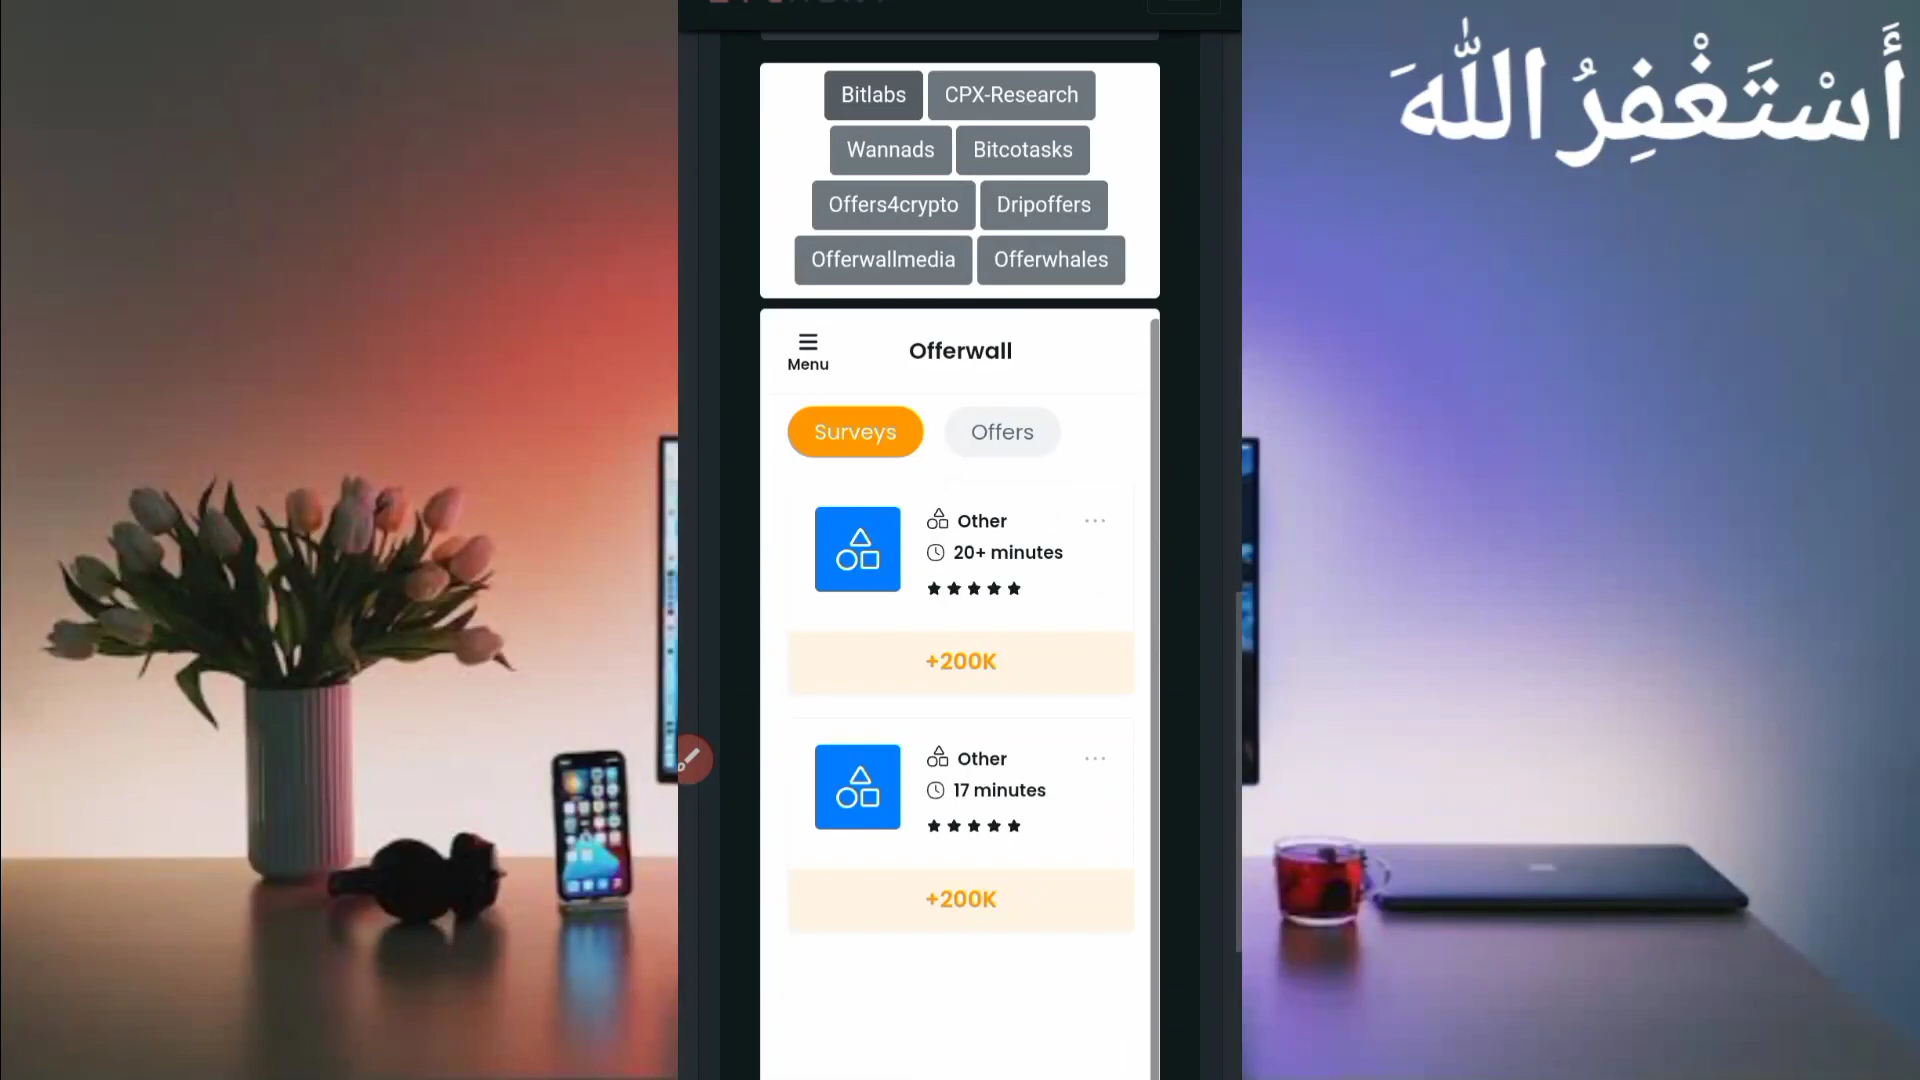 أَسْتَغْفِرُ اللّٰهَ
Bitlabs CPX-Research
Wannads Bitcotasks
Offers4crypto Dripoffers
Offerwallmedia Offerwhales
Menu
Offerwall
Surveys Offers
Other
20+ minutes
+200K
Other
17 minutes
+200K